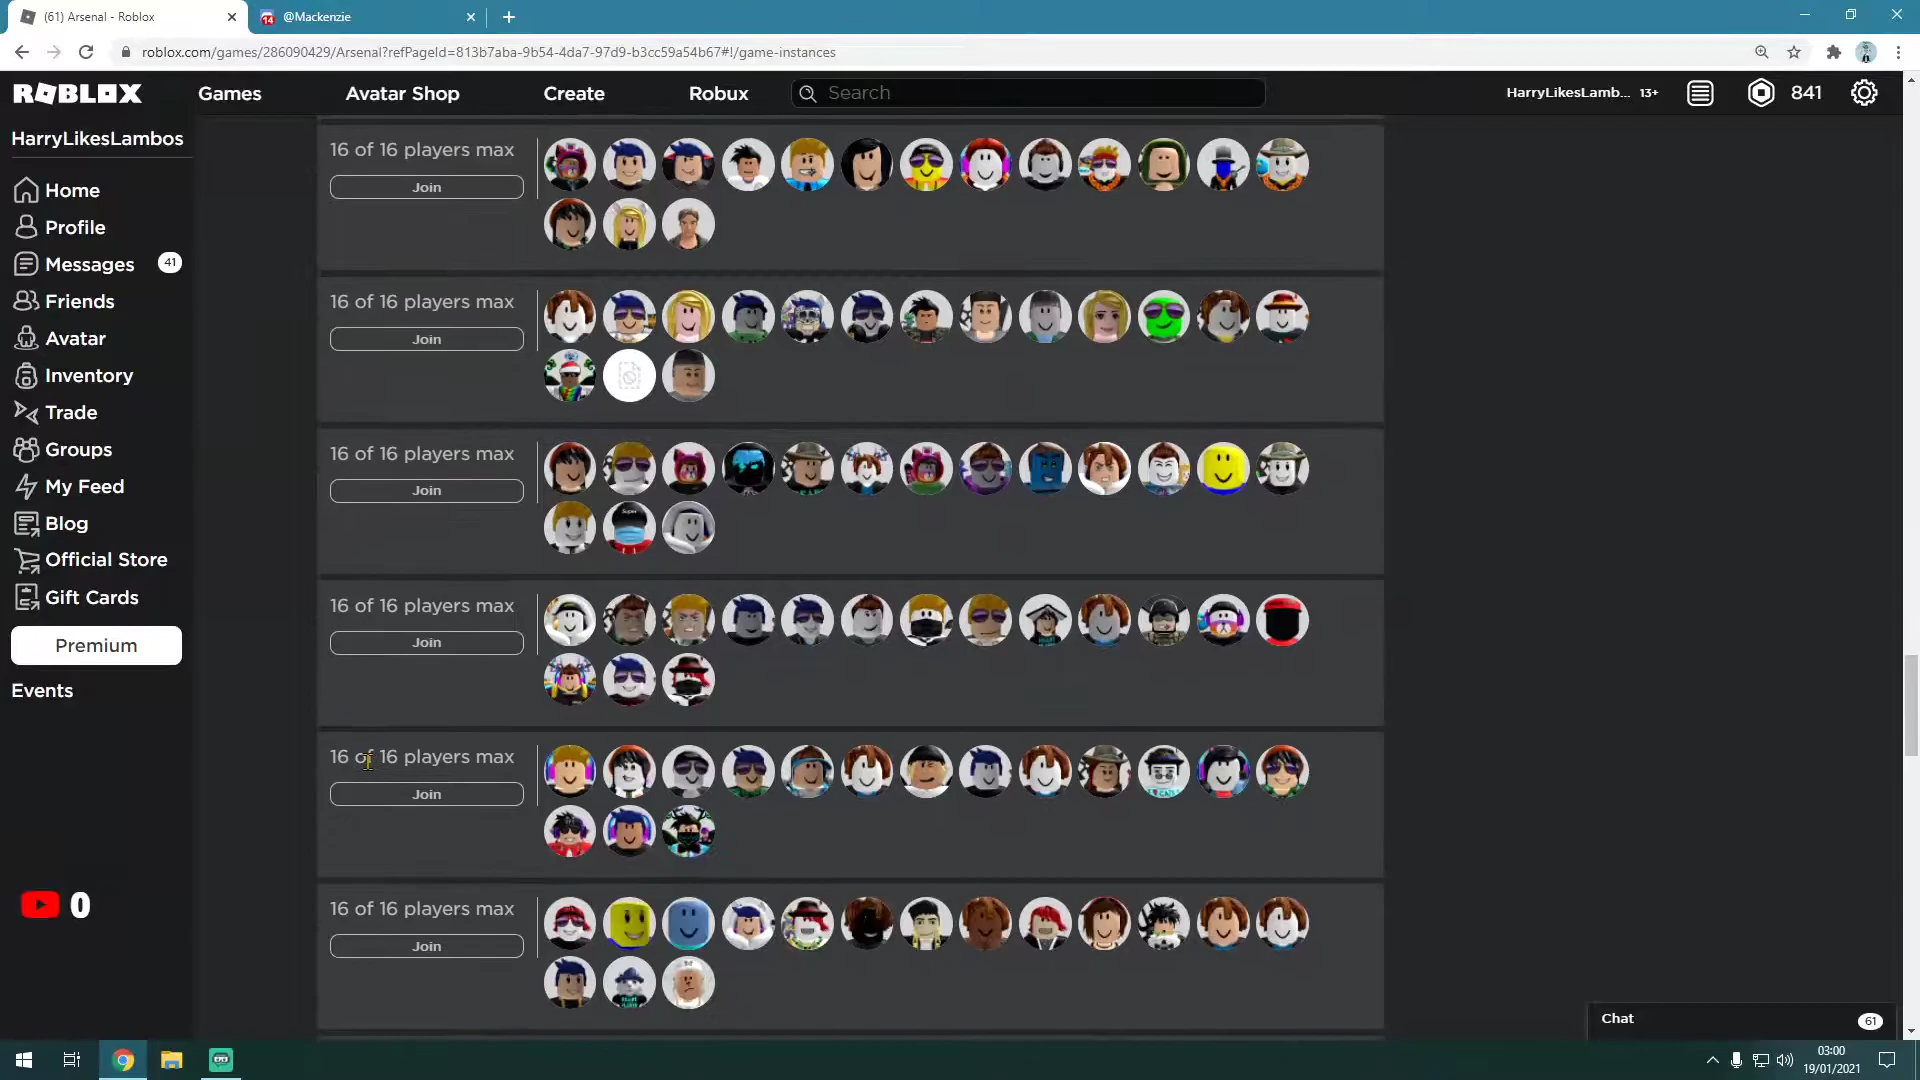 (61) Arsenal - Roblox
14 @Mackenzie
roblox.com/games/286090429/Arsenal?refPageId=813b7aba-9b54-4da7-97d9-b3cc59a54b67#!/game-instances
ROBLOX Games Avatar Shop Create Robux Search HarryLikesLamb... 13+ 841
HarryLikesLambos
Home
Profile
Messages 41
Friends
Avatar
Inventory
Trade
Groups
My Feed
Blog
Official Store
Gift Cards
Premium
Events
0
16 of 16 players max
Join
16 of 16 players max
Join
16 of 16 players max
Join
16 of 16 players max
Join
16 of 16 players max
Join
16 of 16 players max
Join
Chat 61
03:00
19/01/2021